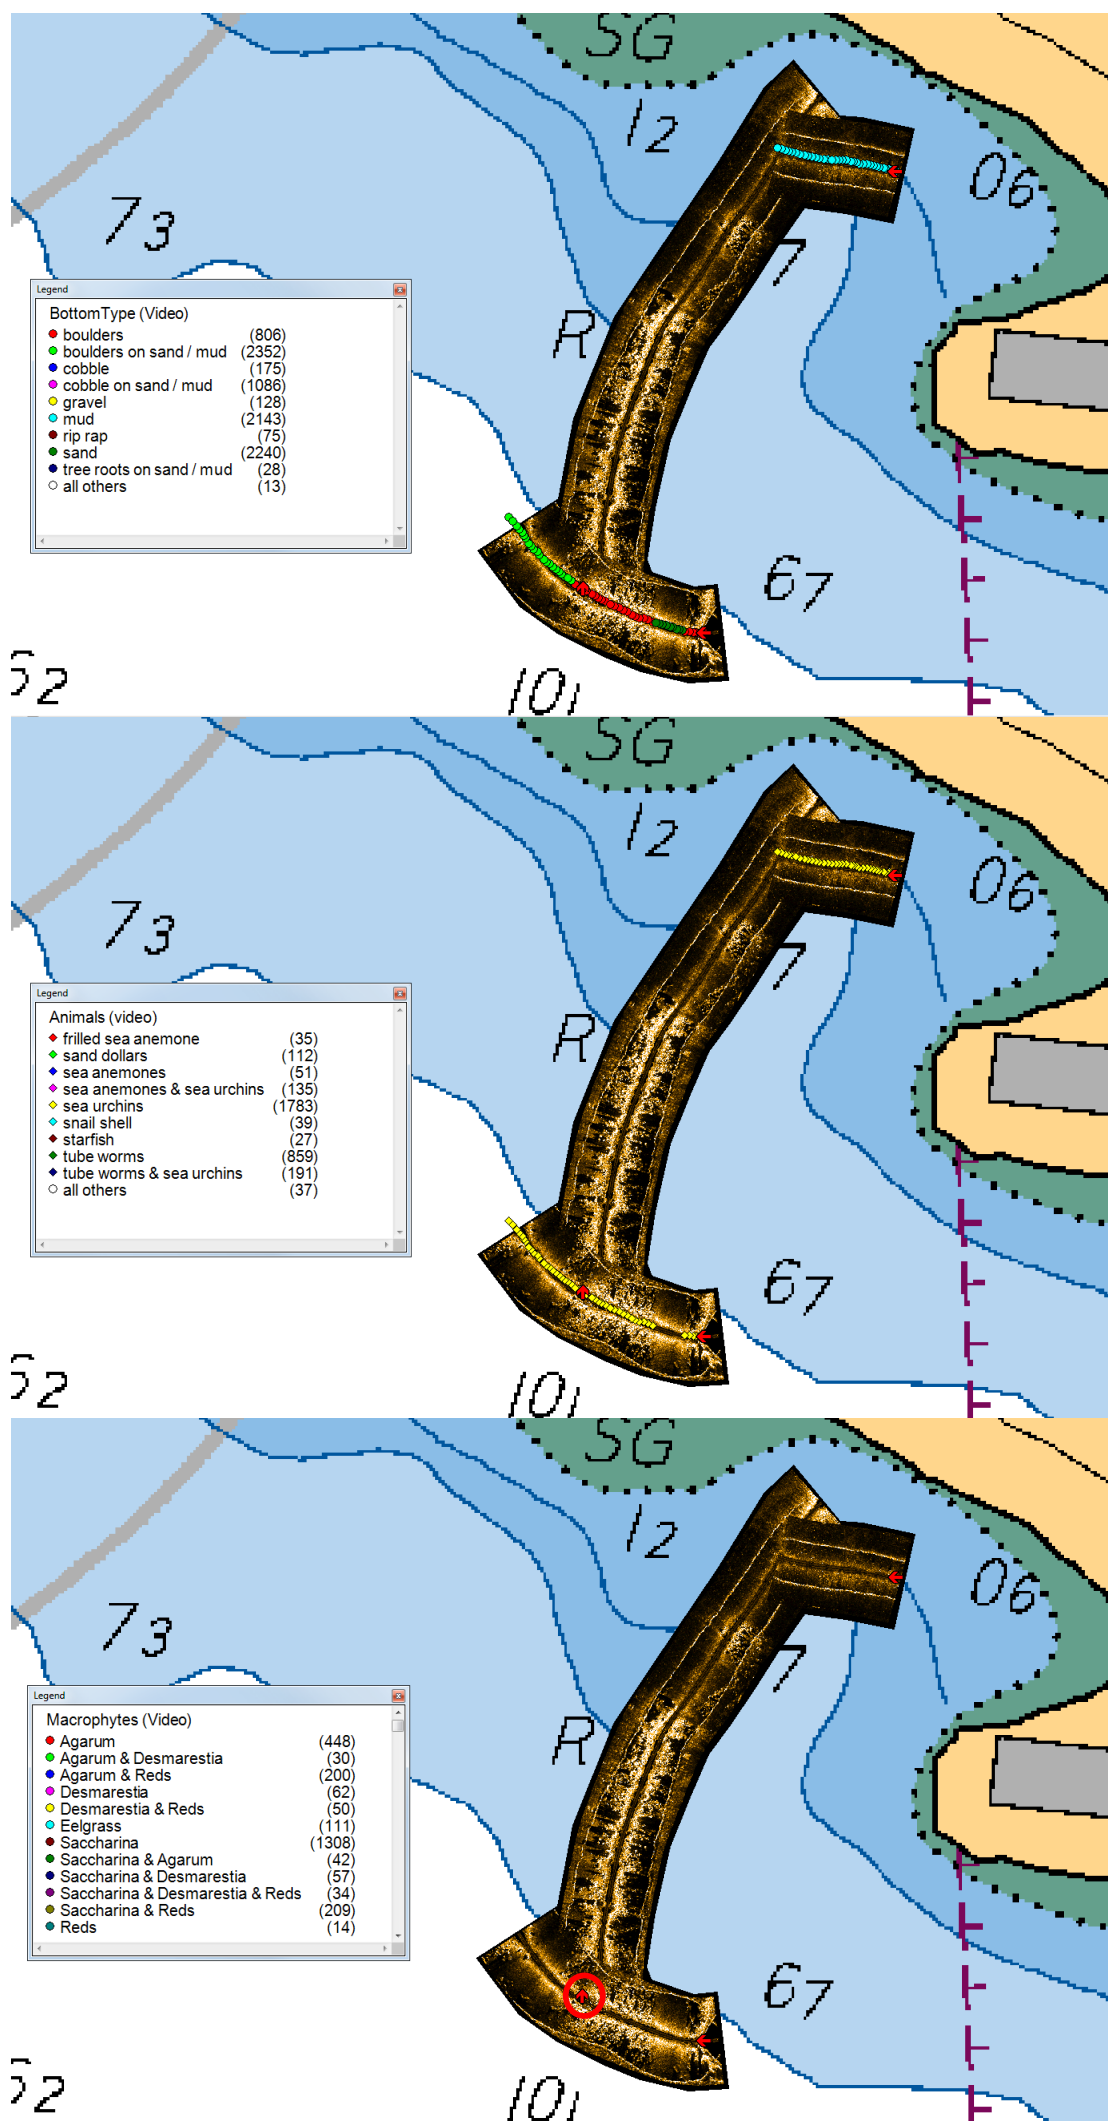 SG
12
06
73
7
R
Legend
BottomType (Video)
boulders (806)
boulders on sand / mud (2352)
cobble (175)
cobble on sand / mud (1086)
gravel (128)
mud (2143)
rip rap (75)
sand (2240)
tree roots on sand / mud (28)
all others (13)
67
101
SG
12
06
73
7
R
Legend
Animals (video)
frilled sea anemone (35)
sand dollars (112)
sea anemones (51)
sea anemones & sea urchins (135)
sea urchins (1783)
snail shell (39)
starfish (27)
tube worms (859)
tube worms & sea urchins (191)
all others (37)
67
101
SG
12
06
73
7
R
Legend
Macrophytes (Video)
Agarum (448)
Agarum & Desmarestia (30)
Agarum & Reds (200)
Desmarestia (62)
Desmarestia & Reds (50)
Eelgrass (111)
Saccharina (1308)
Saccharina & Agarum (42)
Saccharina & Desmarestia (57)
Saccharina & Desmarestia & Reds (34)
Saccharina & Reds (209)
Reds (14)
67
101